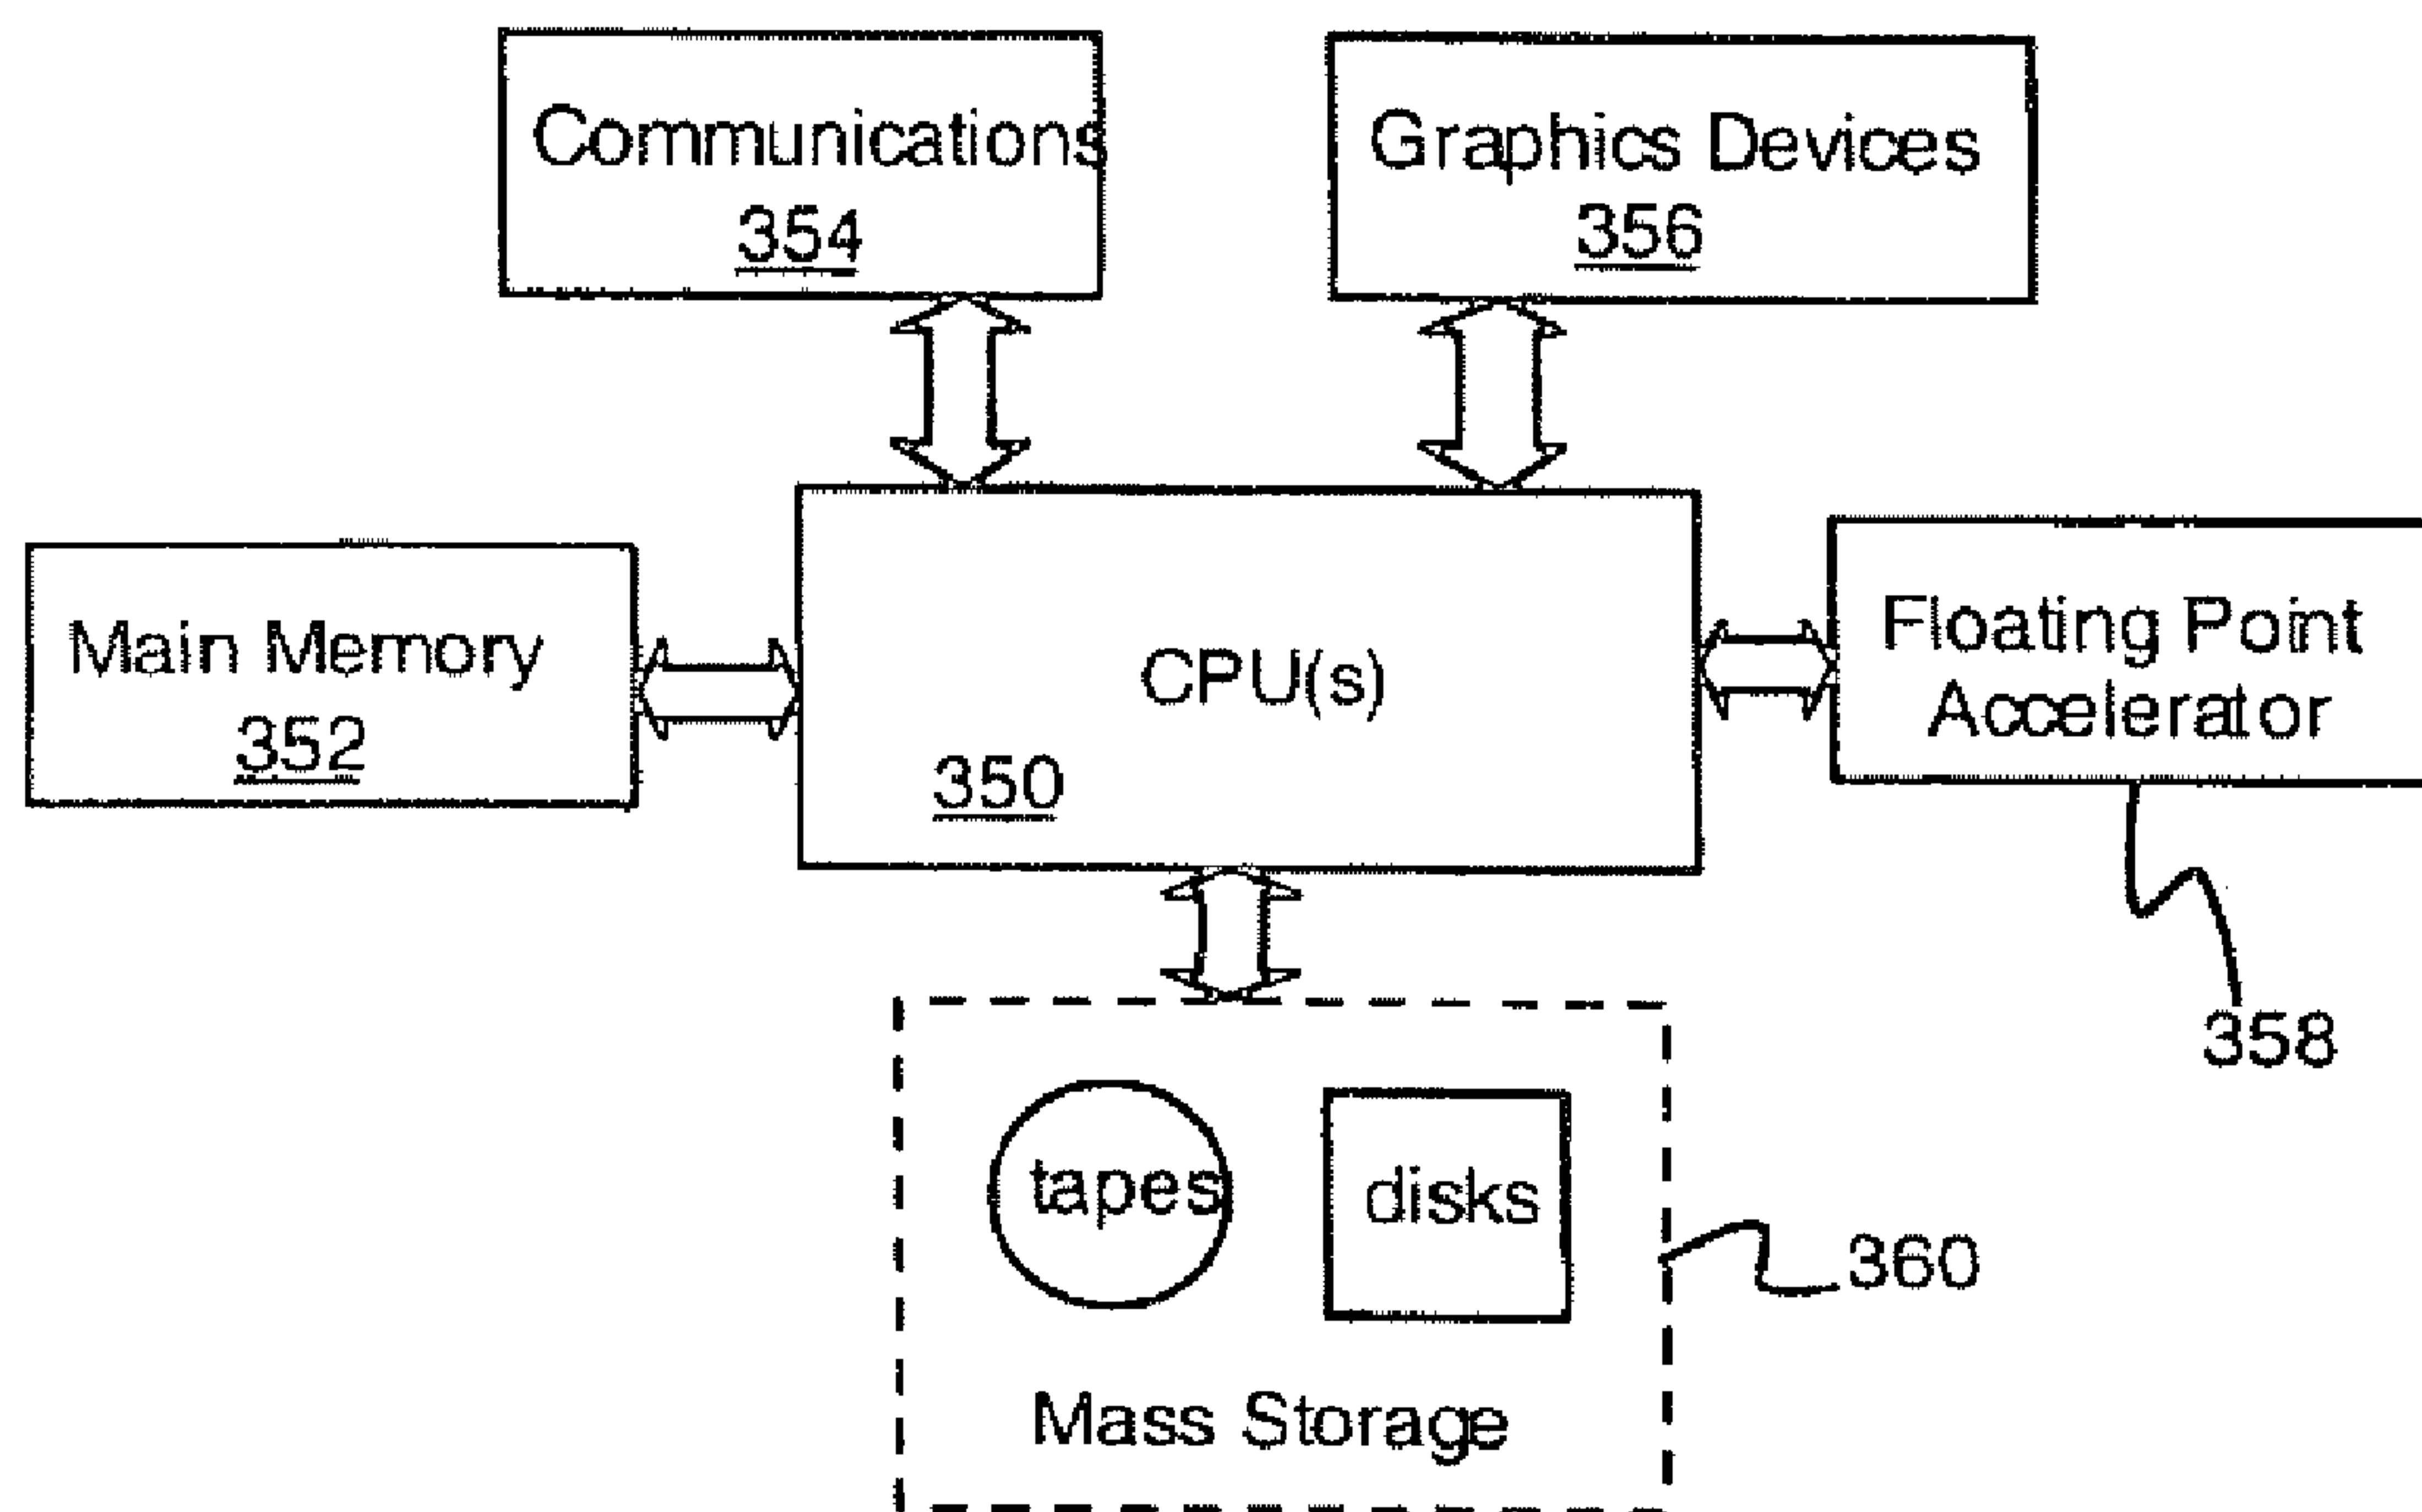 Communications
354
Graphics Devices
356
Main Memory
352
CPU(s)
350
Floating Point
Accelerator
358
tapes
disks
360
Mass Storage